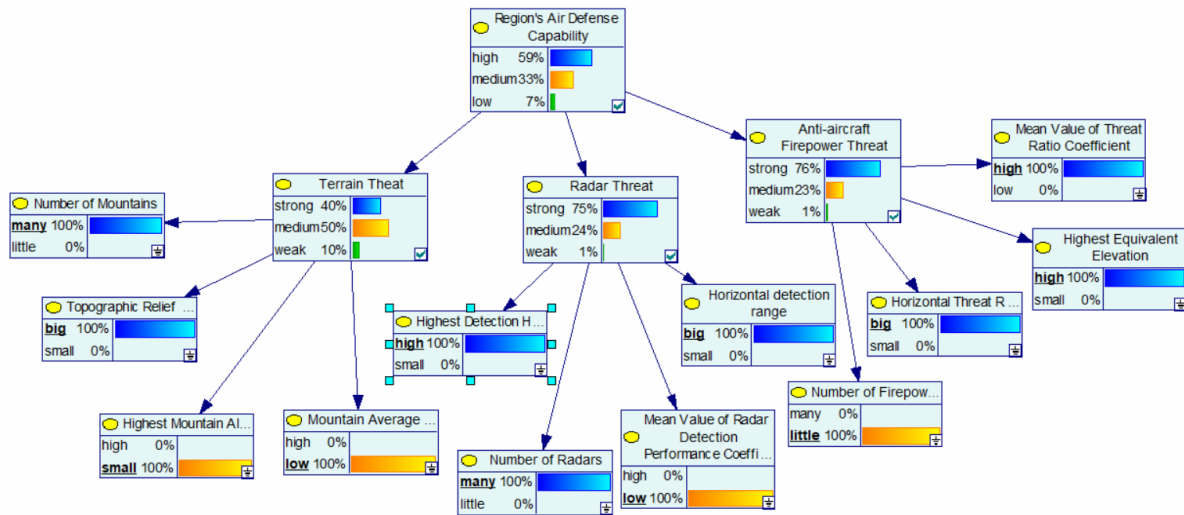 Region's Air Defense
Capability
high 59%
medium 33%
low 7%
Anti-aircraft
Firepower Threat
strong 76%
medium 23%
weak 1%
Mean Value of Threat
Ratio Coefficient
high 100%
low 0%
Terrain Theat
strong 40%
medium 50%
weak 10%
Radar Threat
strong 75%
medium 24%
weak 1%
Number of Mountains
many 100%
little 0%
Highest Equivalent
Elevation
high 100%
small 0%
Topographic Relief ...
big 100%
small 0%
Highest Detection H...
high 100%
small 0%
Horizontal detection
range
big 100%
small 0%
Horizontal Threat R ...
big 100%
small 0%
Highest Mountain Al...
high 0%
small 100%
Mountain Average ...
high 0%
low 100%
Number of Radars
many 100%
little 0%
Mean Value of Radar
Detection
Performance Coeffi...
high 0%
low 100%
Number of Firepow...
many 0%
little 100%